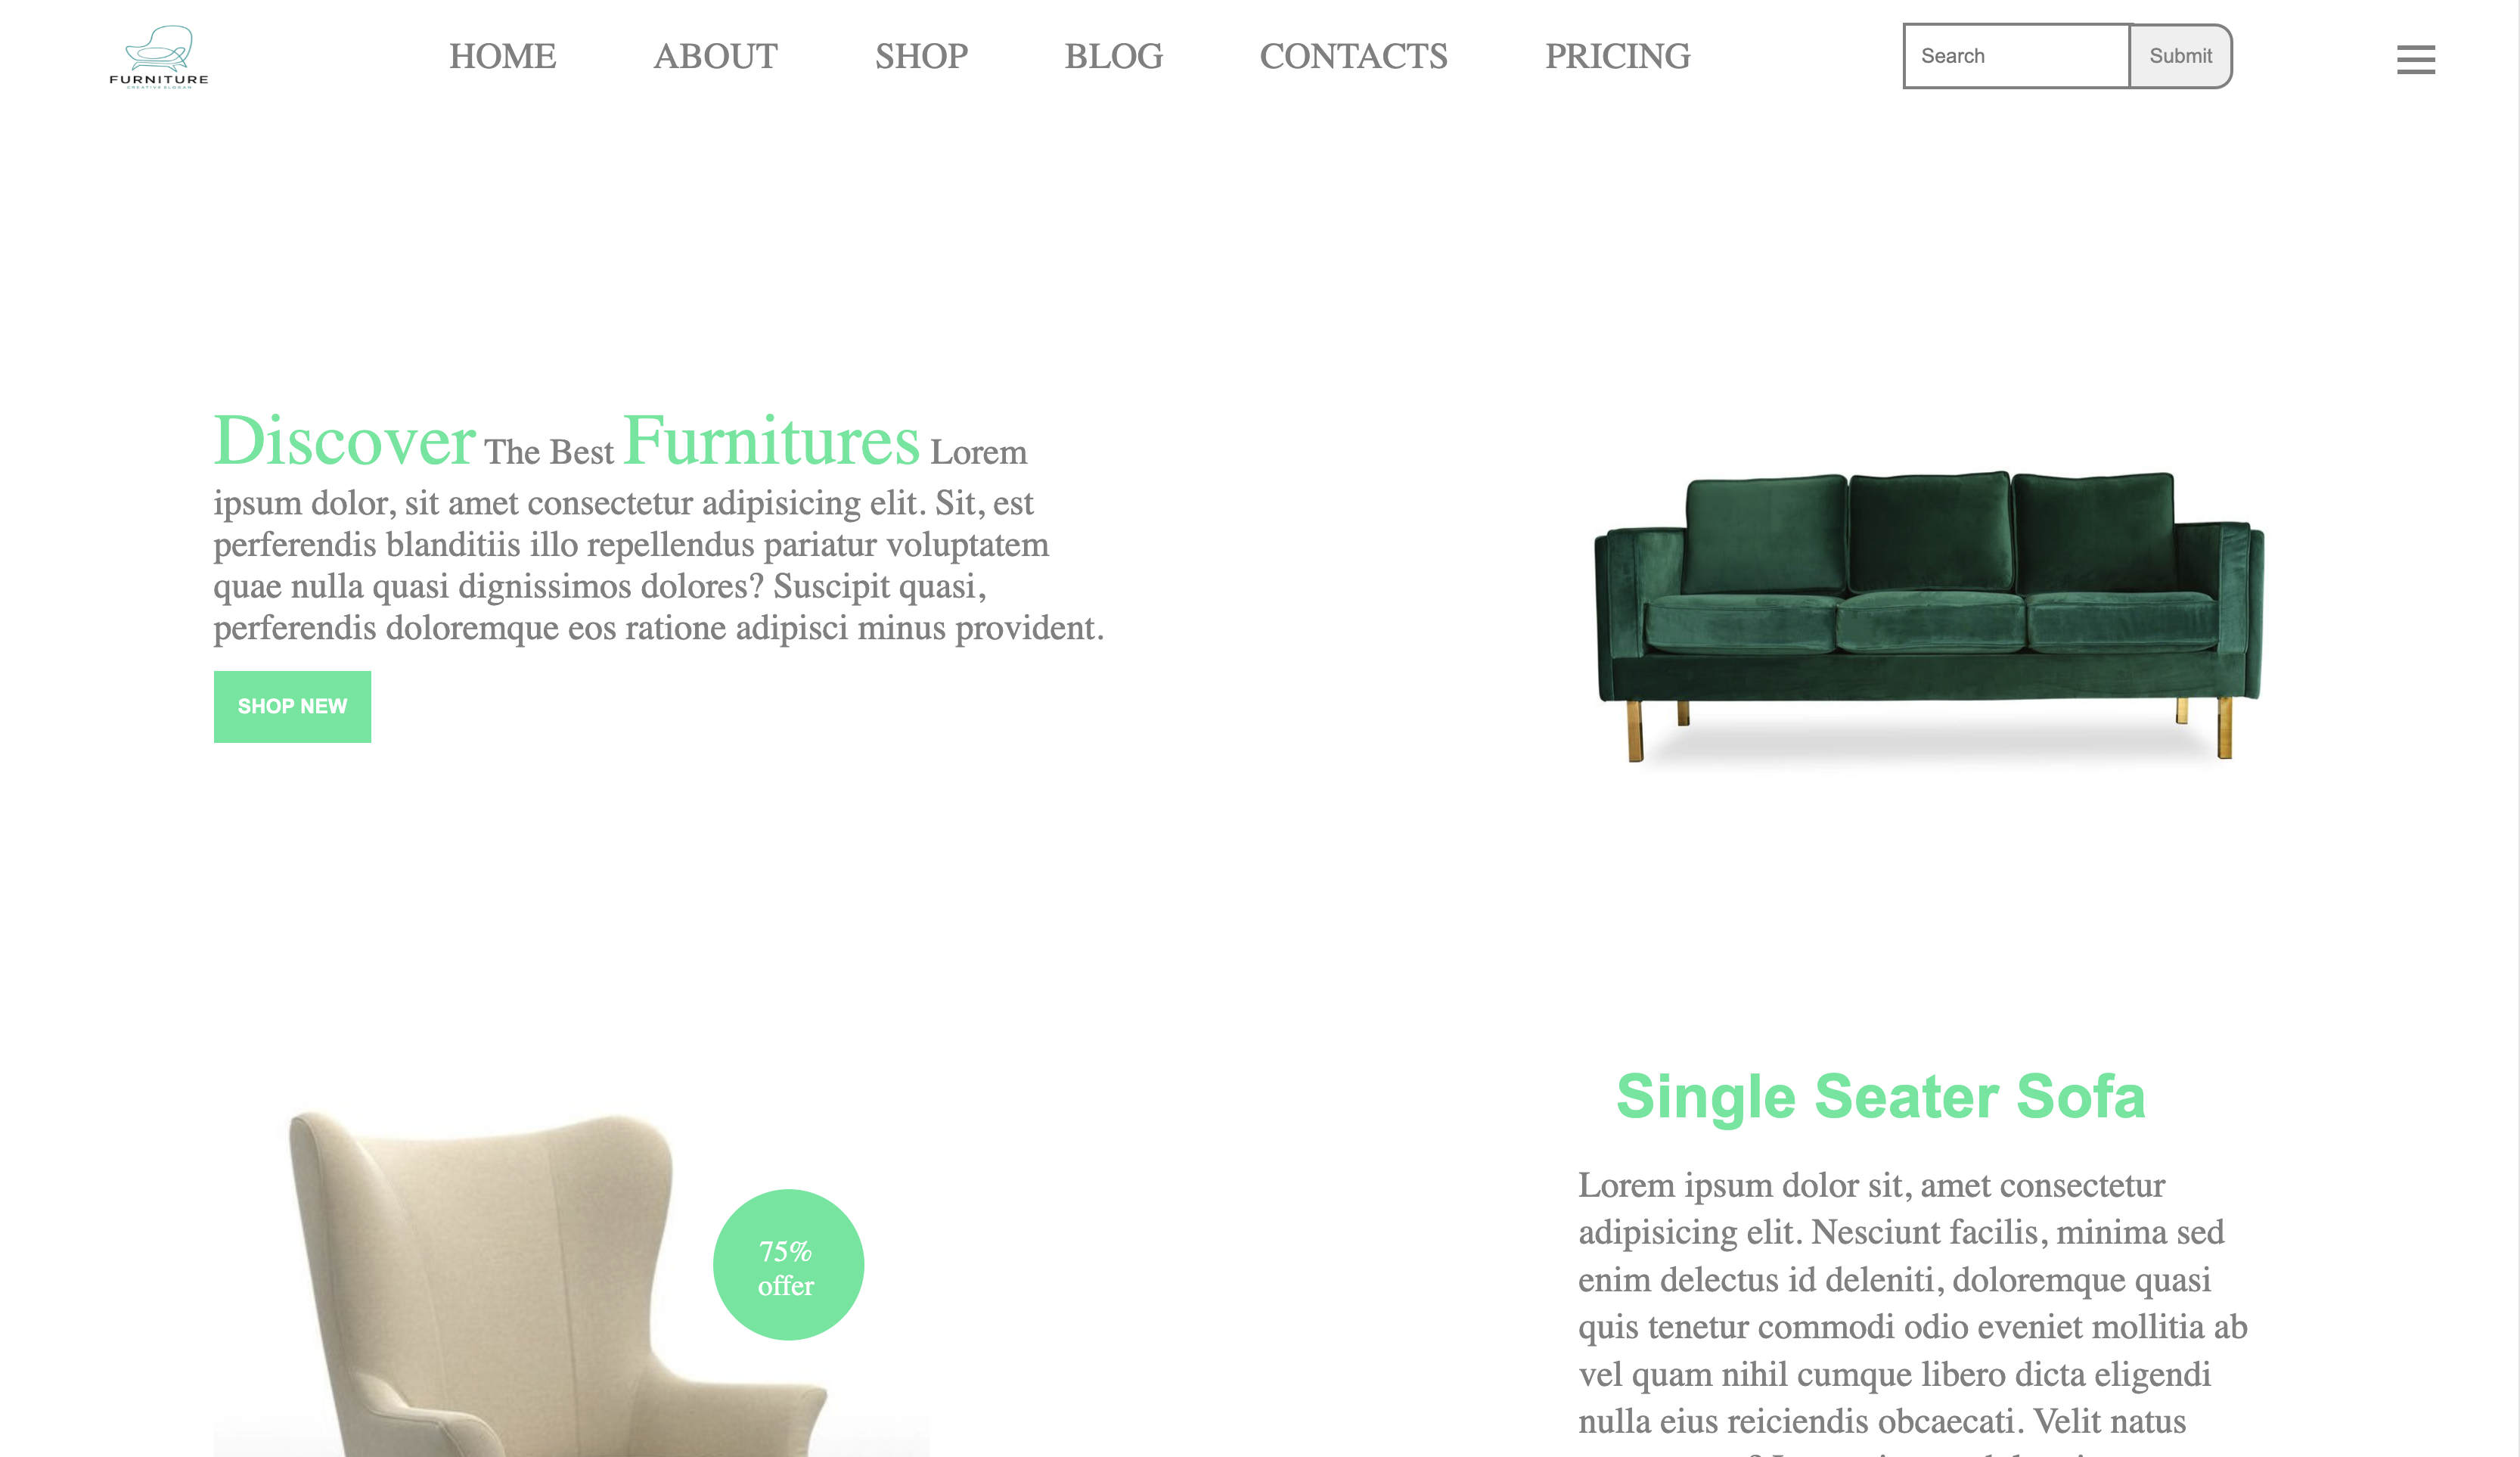 FURNITURE
CREATIVE SLOGAN
HOME ABOUT SHOP BLOG CONTACTS PRICING
Search Submit
Discover The Best Furnitures Lorem
ipsum dolor, sit amet consectetur adipisicing elit. Sit, est
perferendis blanditiis illo repellendus pariatur voluptatem
quae nulla quasi dignissimos dolores? Suscipit quasi,
perferendis doloremque eos ratione adipisci minus provident.
SHOP NEW
75%
offer
Single Seater Sofa
Lorem ipsum dolor sit, amet consectetur
adipisicing elit. Nesciunt facilis, minima sed
enim delectus id deleniti, doloremque quasi
quis tenetur commodi odio eveniet mollitia ab
vel quam nihil cumque libero dicta eligendi
nulla eius reiciendis obcaecati. Velit natus